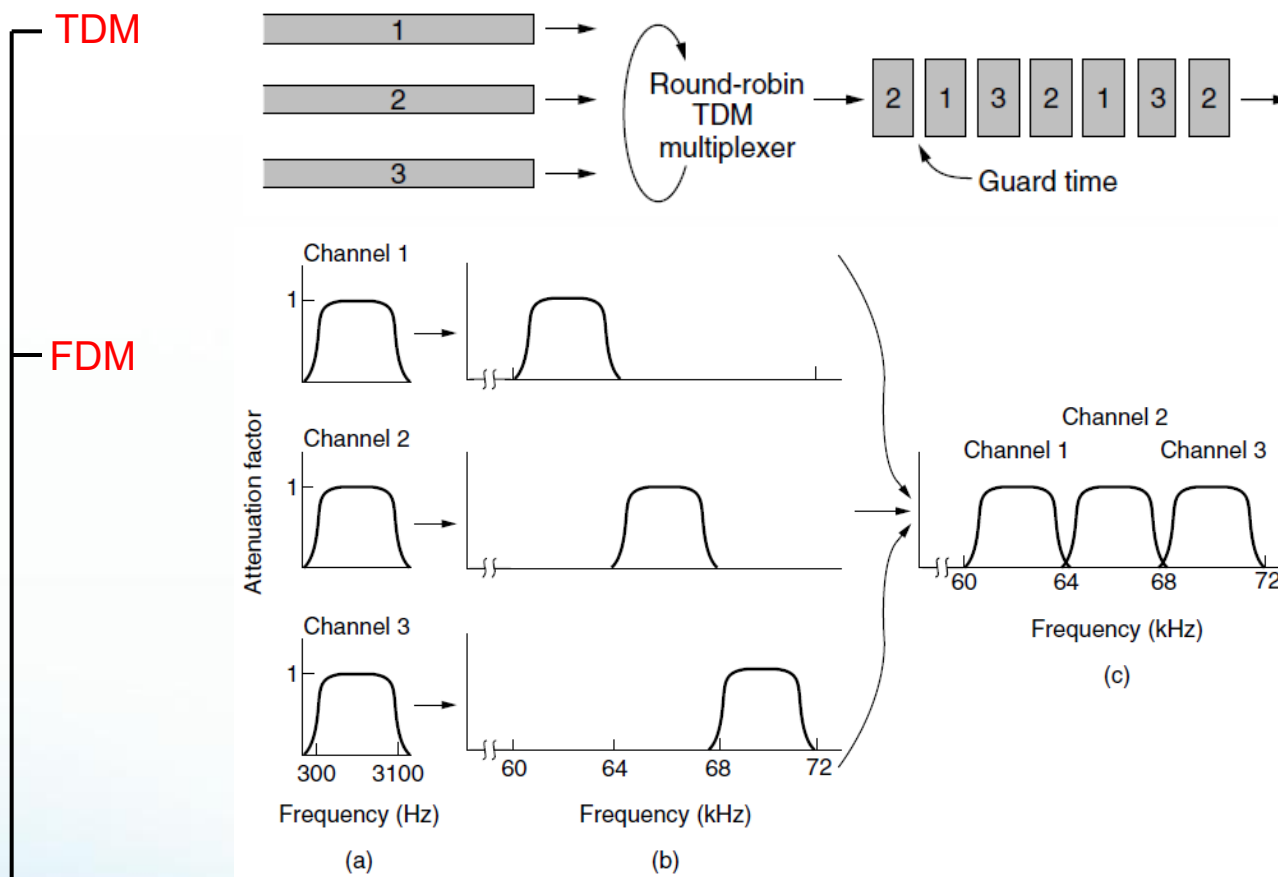 TDM
1
2
3
Round-robin
TDM
multiplexer
2 1 3 2 1 3 2
Guard time
FDM
Attenuation factor
Channel 1
1
Channel 2
1
Channel 3
1
300 3100
Frequency (Hz)
(a)
60 64 68 72
Frequency (kHz)
(b)
Channel 2
Channel 1 Channel 3
60 64 68 72
Frequency (kHz)
(c)